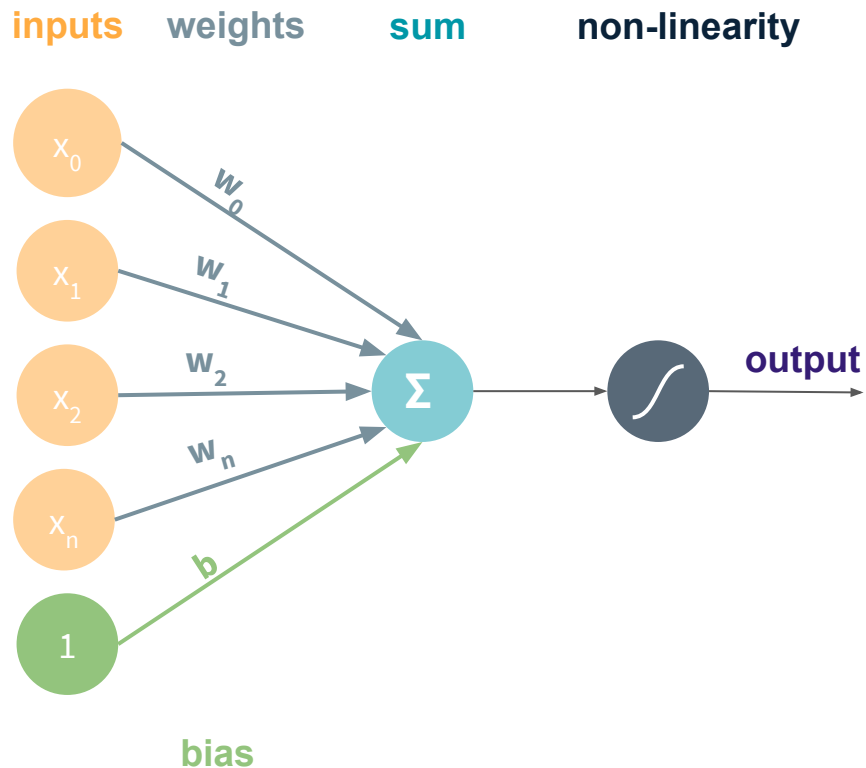 inputs weights sum non-linearity
x0
w0
x1
w1
x2
w2
Σ
output
xn
wn
b
1
bias